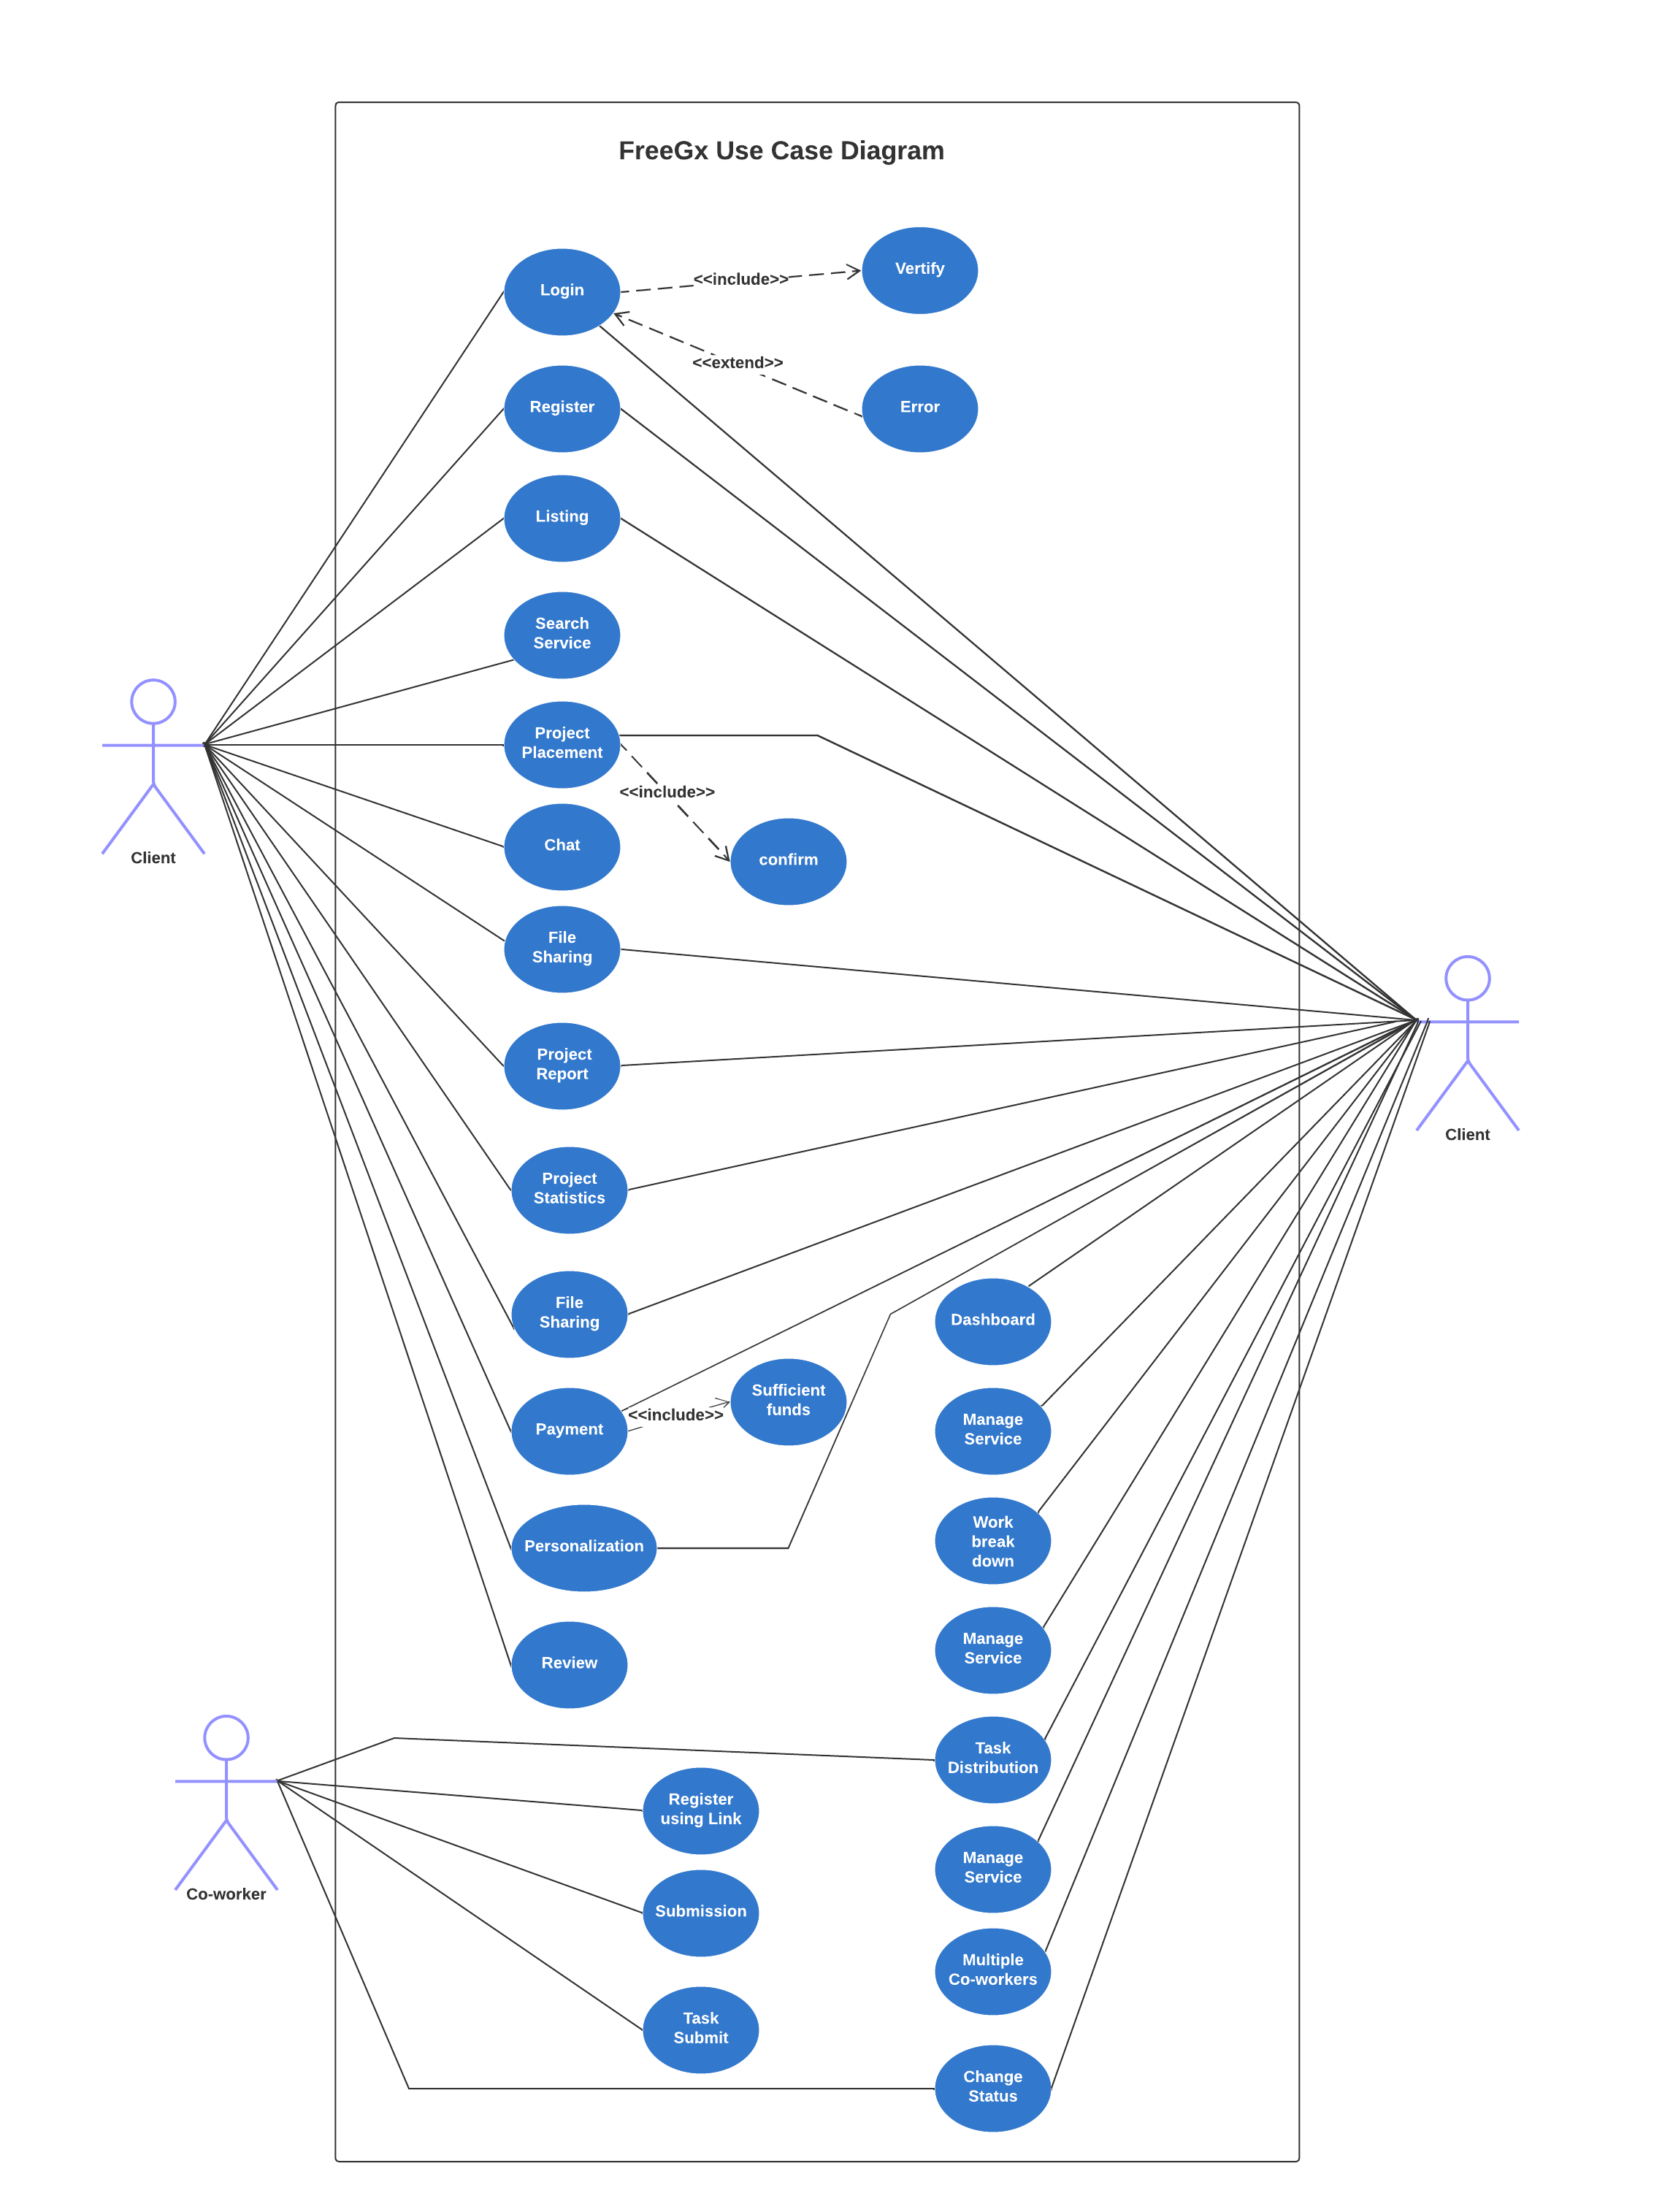 FreeGx Use Case Diagram
Vertify
<<include>>
Login
<<extend>>
Register
Error
Listing
Search
Service
Project
Placement
<<include>>
Chat
confirm
Client
File
Sharing
Project
Report
Client
Project
Statistics
File
Sharing
Dashboard
Sufficient
funds
<<include>>
Payment
Manage
Service
Personalization
Work
break
down
Manage
Service
Review
Task
Distribution
Register
using Link
Manage
Service
Co-worker
Submission
Multiple
Co-workers
Task
Submit
Change
Status